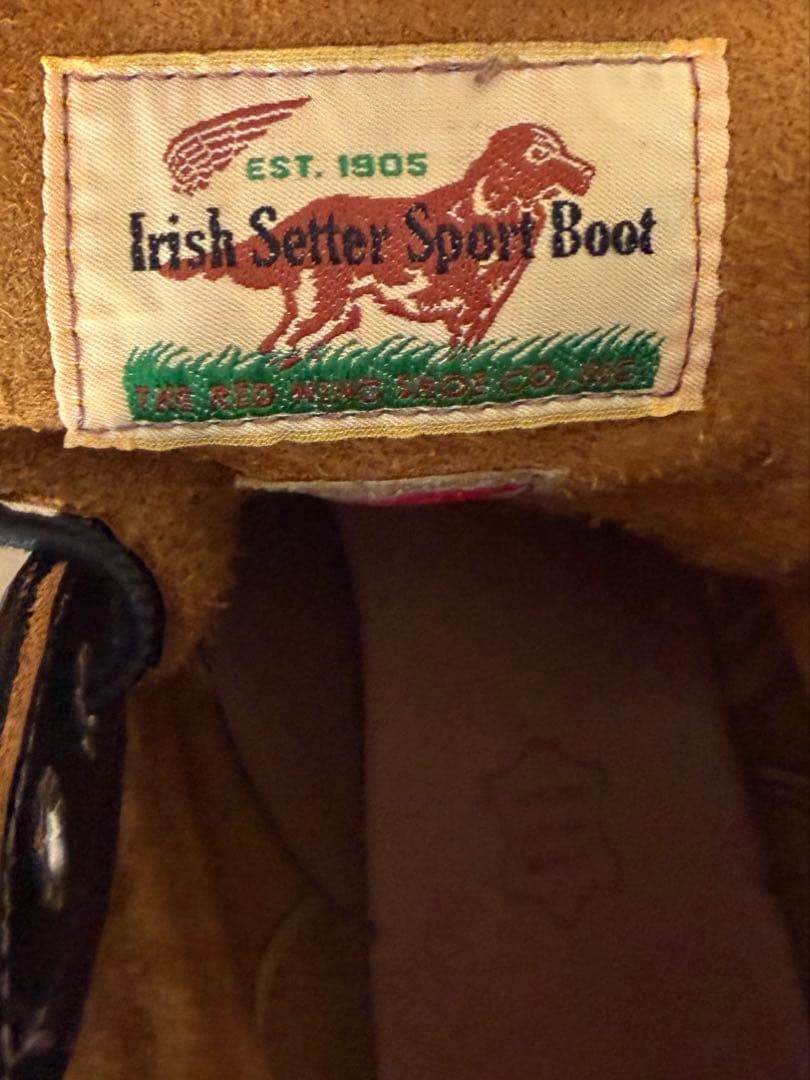 EST. 1905
Irish Setter Sport Boot
THE RED WING SHOE CO., INC.